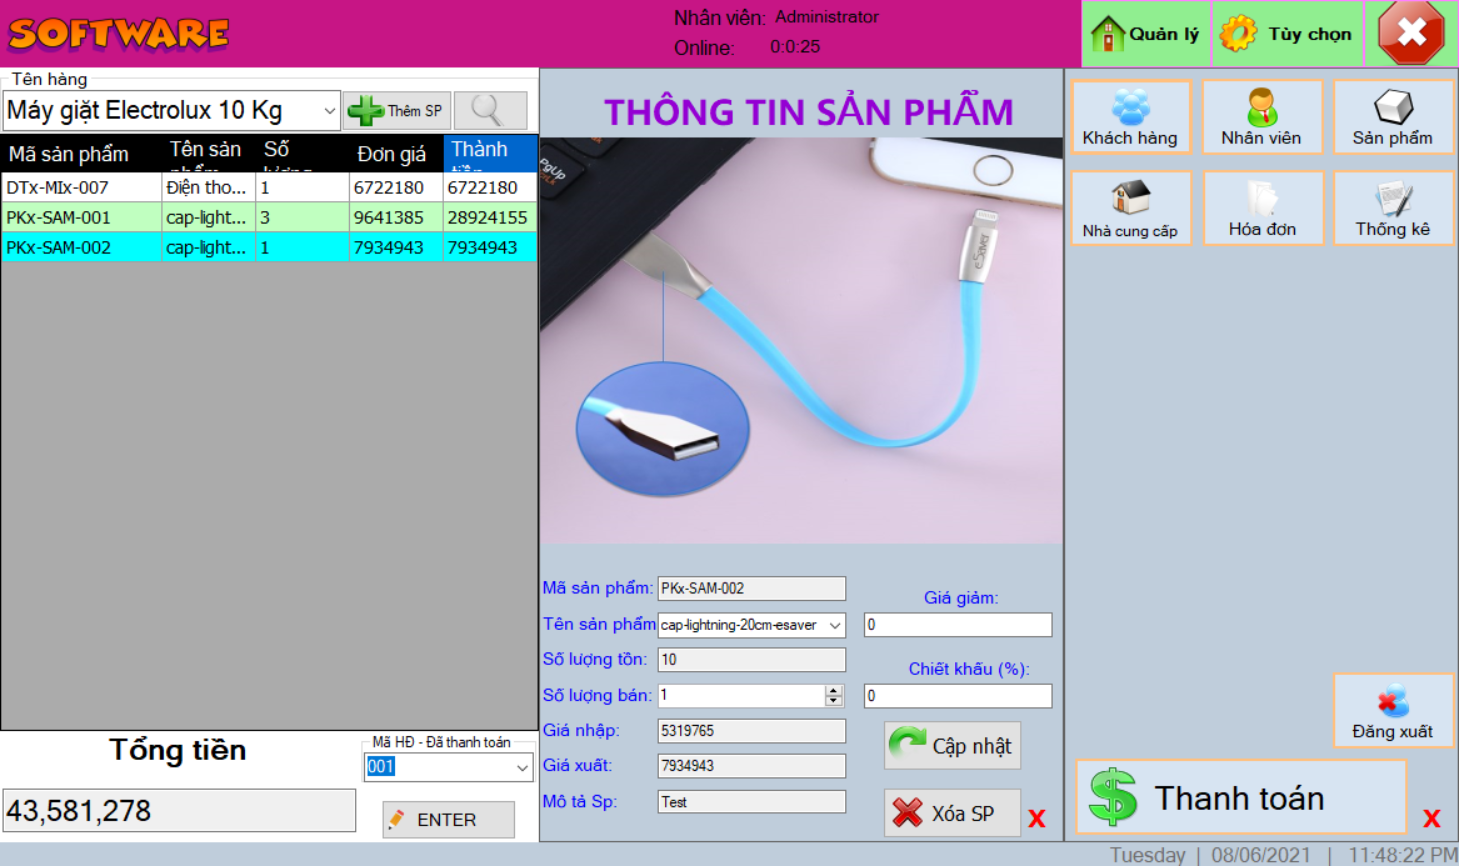 SOFTWARE
Nhân viên: Administrator
Online: 0:0:25
Quản lý
Tùy chọn
Tên hàng
Máy giặt Electrolux 10 Kg
Thêm SP
Mã sản phẩm Tên sản phẩm Số lượng Đơn giá Thành tiền
DTx-MIx-007 Điện tho... 1 6722180 6722180
PKx-SAM-001 cap-light... 3 9641385 28924155
PKx-SAM-002 cap-light... 1 7934943 7934943
Tổng tiền
43,581,278
Mã HĐ - Đã thanh toán
001
ENTER
THÔNG TIN SẢN PHẨM
PgUp
eSaver
Mã sản phẩm: PKx-SAM-002
Tên sản phẩm cap-lightning-20cm-esaver
Số lượng tồn: 10
Số lượng bán: 1
Giá nhập: 5319765
Giá xuất: 7934943
Mô tả Sp: Test
Giá giảm:
0
Chiết khấu (%):
0
Cập nhật
Xóa SP
X
Khách hàng
Nhân viên
Sản phẩm
Nhà cung cấp
Hóa đơn
Thống kê
Đăng xuất
Thanh toán
X
Tuesday | 08/06/2021 | 11:48:22 PM